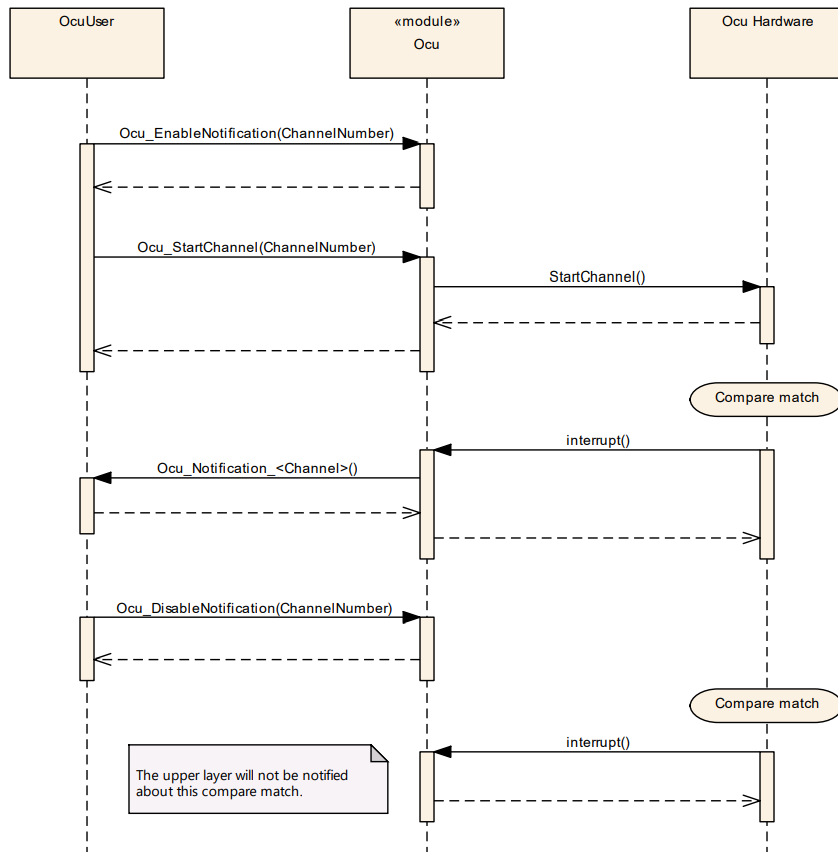 OcuUser
«module»
Ocu
Ocu Hardware
Ocu_EnableNotification(ChannelNumber)
Ocu_StartChannel(ChannelNumber)
StartChannel()
Compare match
interrupt()
Ocu_Notification_<Channel>()
Ocu_DisableNotification(ChannelNumber)
Compare match
interrupt()
The upper layer will not be notified
about this compare match.